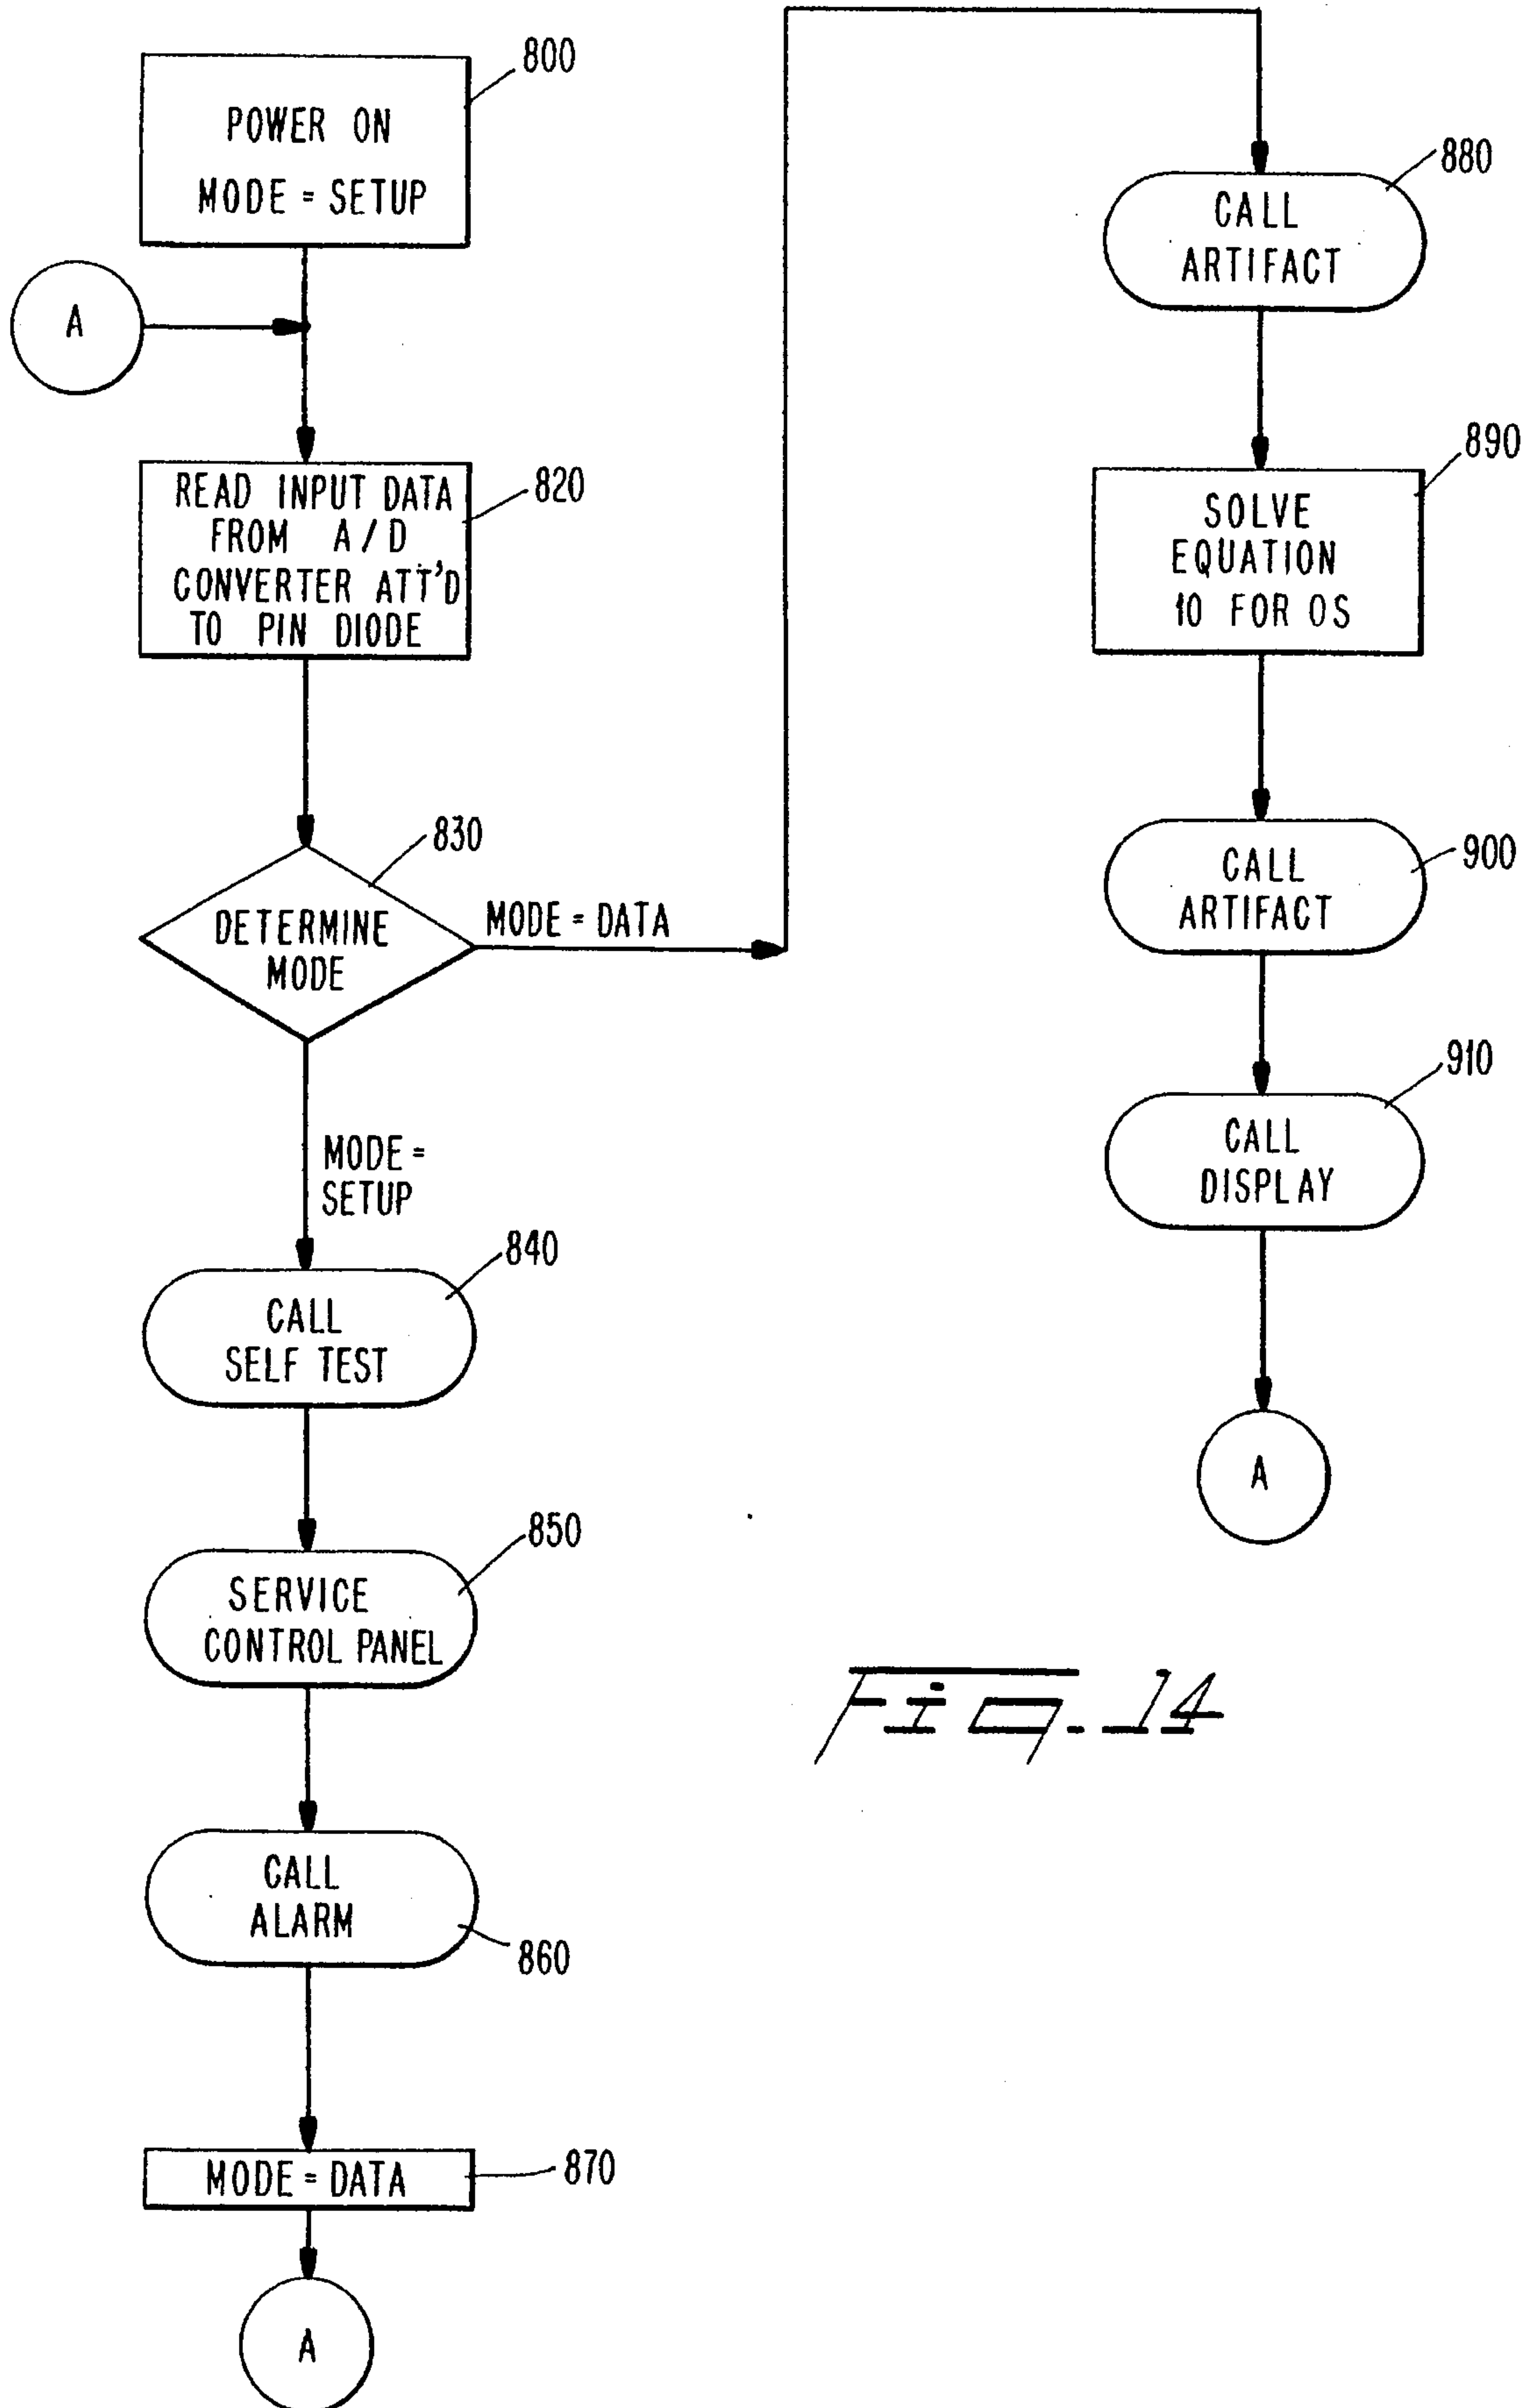 800
POWER ON
MODE = SETUP
A
820
READ INPUT DATA
FROM A/D
CONVERTER ATT'D
TO PIN DIODE
830
DETERMINE
MODE
MODE = DATA
MODE =
SETUP
840
CALL
SELF TEST
850
SERVICE
CONTROL PANEL
CALL
ALARM
860
MODE = DATA
870
A
880
CALL
ARTIFACT
890
SOLVE
EQUATION
10 FOR OS
900
CALL
ARTIFACT
910
CALL
DISPLAY
A
Fig. 14